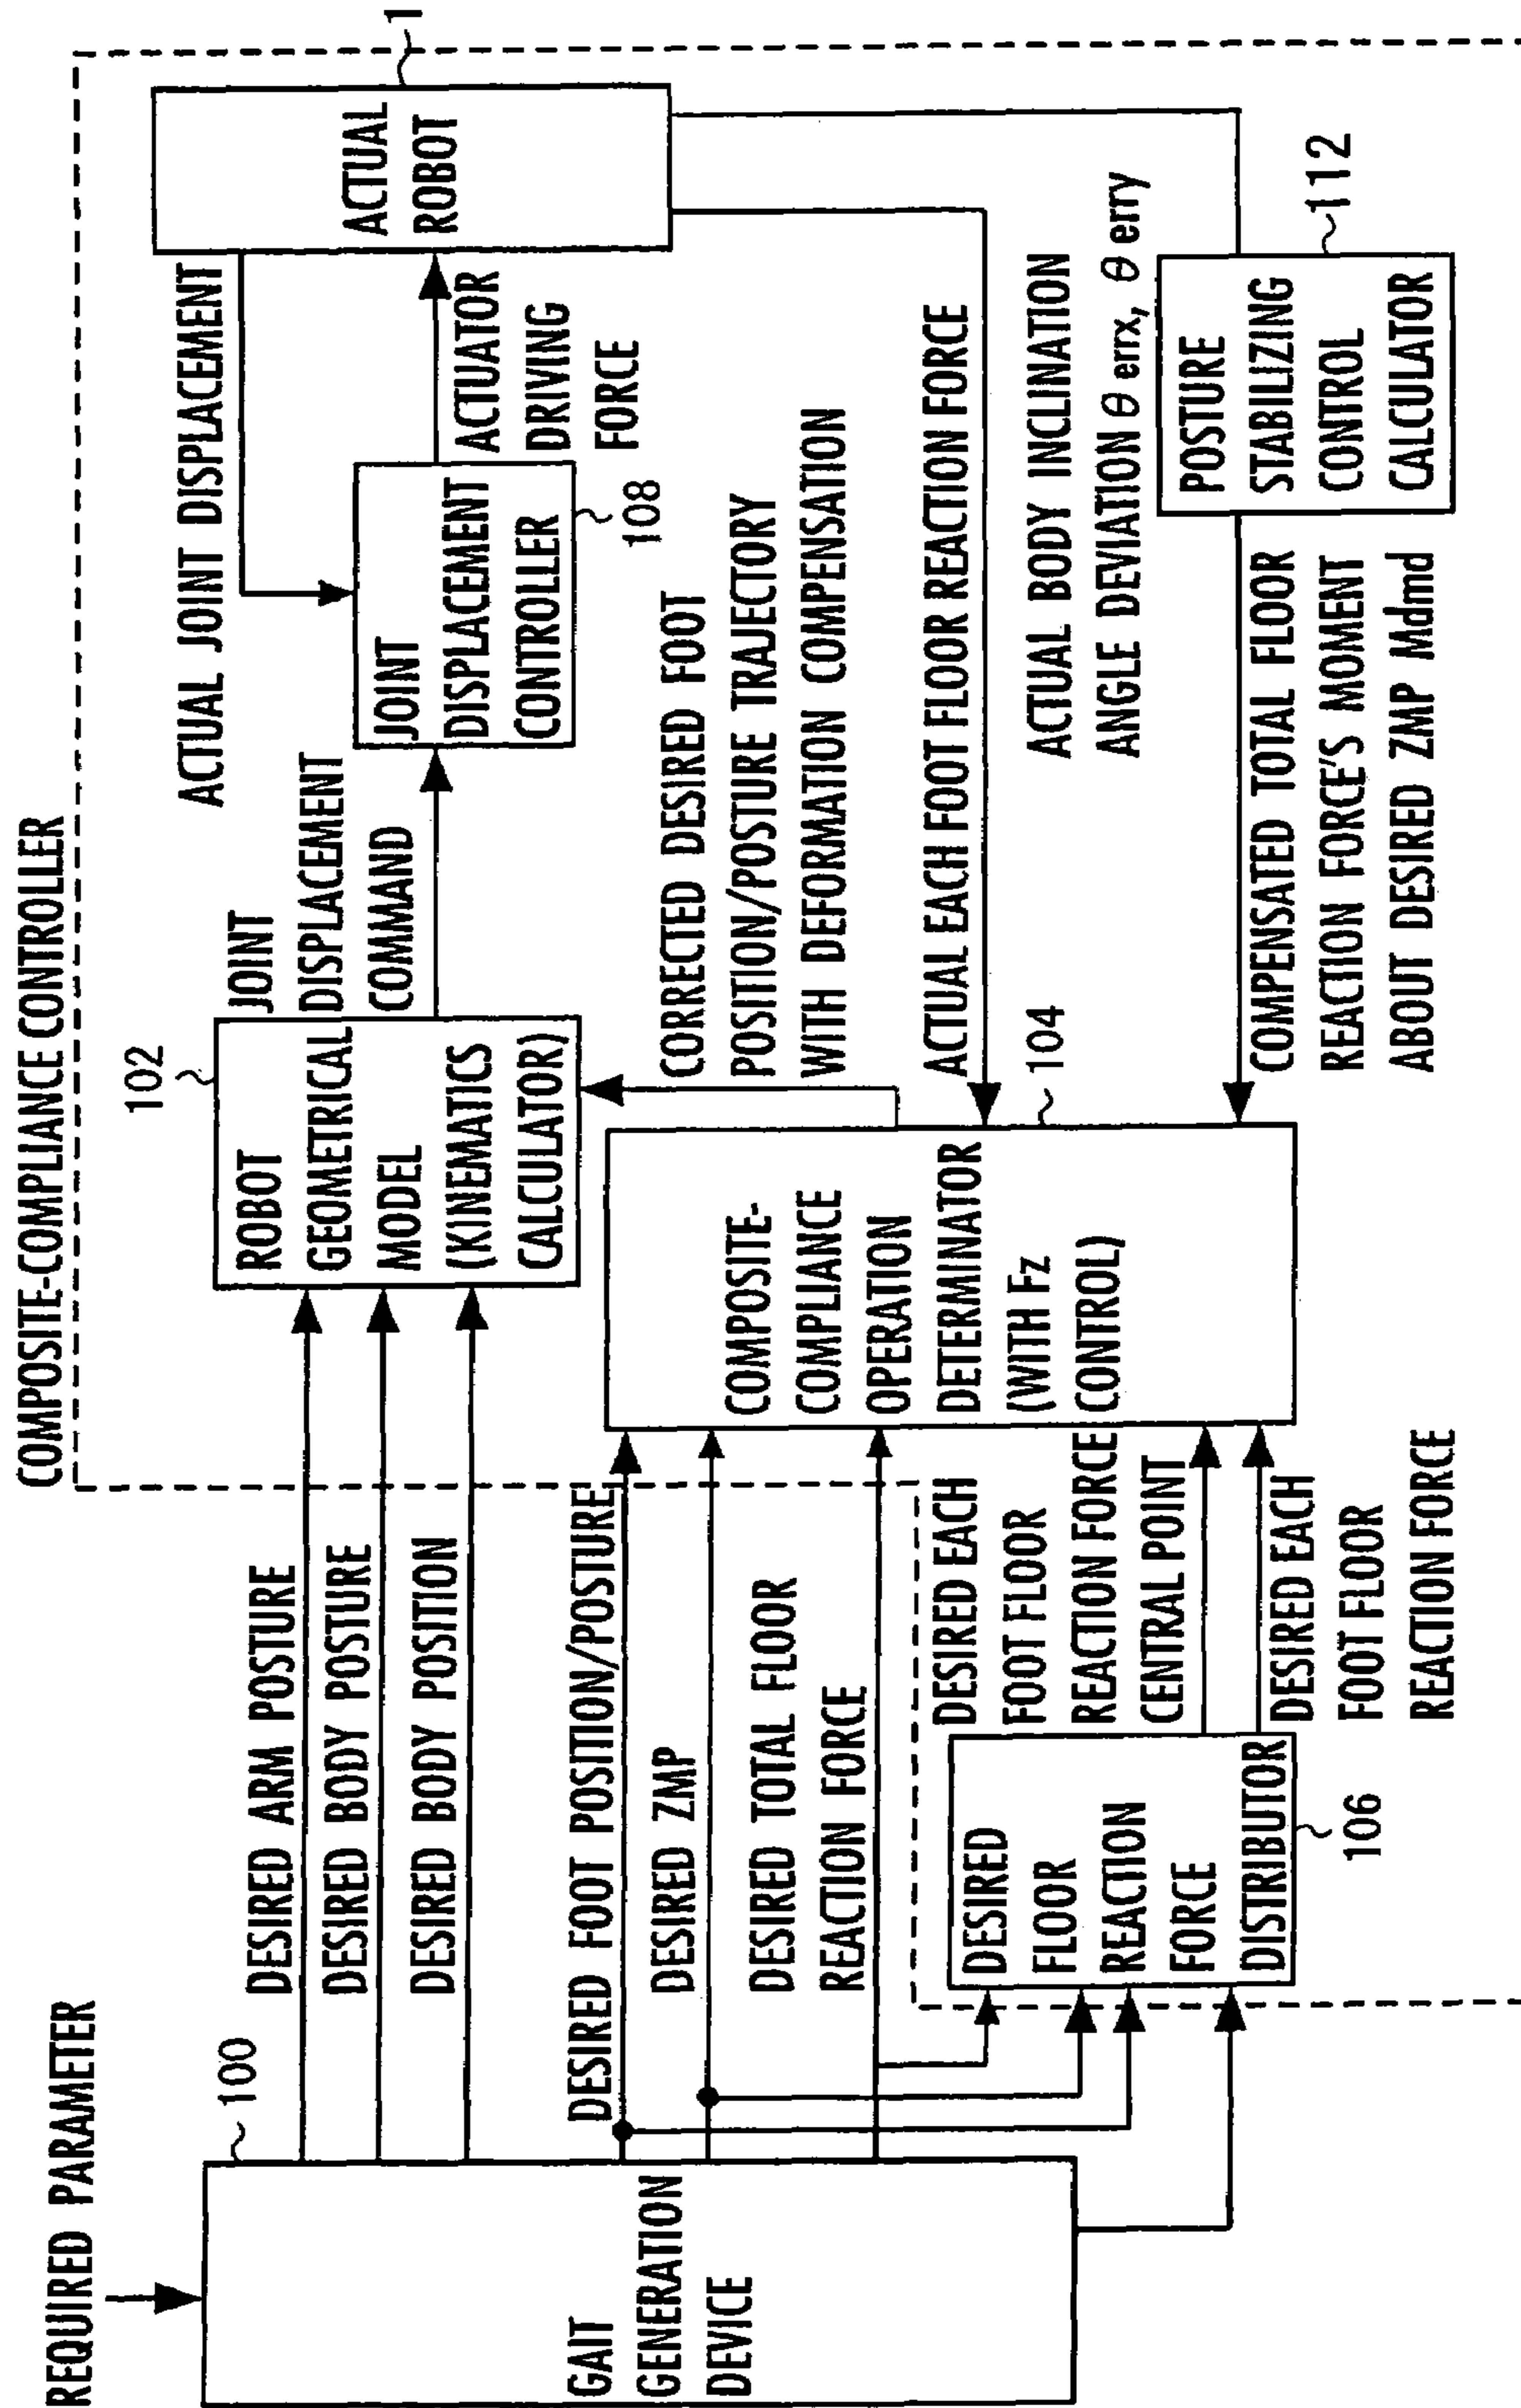 COMPOSITE-COMPLIANCE CONTROLLER
REQUIRED PARAMETER
100
GAIT
GENERATION
DEVICE
DESIRED ARM POSTURE
DESIRED BODY POSTURE
DESIRED BODY POSITION
DESIRED FOOT POSITION/POSTURE
DESIRED ZMP
DESIRED TOTAL FLOOR
REACTION FORCE
DESIRED
FLOOR
REACTION
FORCE
DISTRIBUTOR
106
DESIRED EACH
FOOT FLOOR
REACTION FORCE
CENTRAL POINT
DESIRED EACH
FOOT FLOOR
REACTION FORCE
102
ROBOT
GEOMETRICAL
MODEL
(KINEMATICS
CALCULATOR)
COMPOSITE-
COMPLIANCE
OPERATION
DETERMINATOR
(WITH Fz
CONTROL)
104
JOINT
DISPLACEMENT
COMMAND
CORRECTED DESIRED FOOT
POSITION/POSTURE TRAJECTORY
WITH DEFORMATION COMPENSATION
JOINT
DISPLACEMENT
CONTROLLER
108
ACTUAL JOINT DISPLACEMENT
ACTUATOR
DRIVING
FORCE
ACTUAL
ROBOT
1
ACTUAL EACH FOOT FLOOR REACTION FORCE
ACTUAL BODY INCLINATION
ANGLE DEVIATION θ errx, θ erry
COMPENSATED TOTAL FLOOR
REACTION FORCE'S MOMENT
ABOUT DESIRED ZMP Mdmd
POSTURE
STABILIZING
CONTROL
CALCULATOR
112